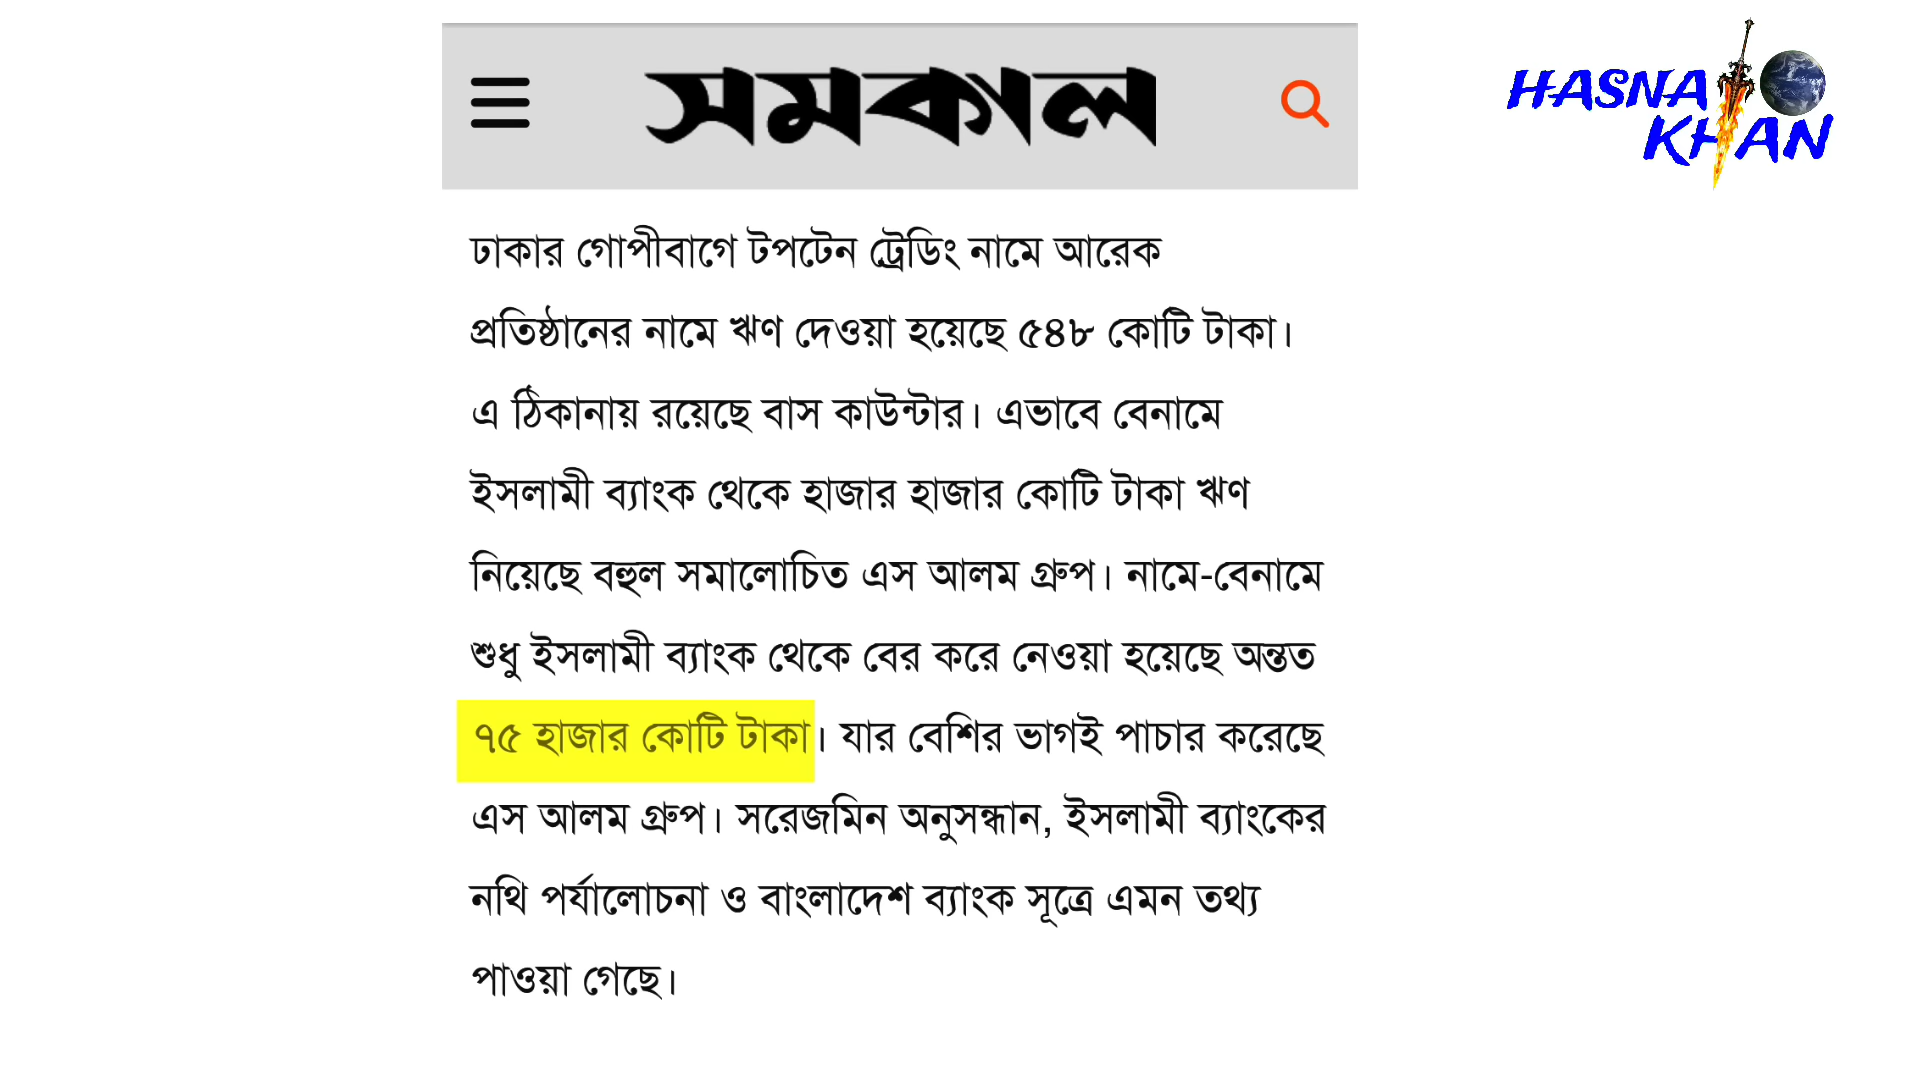 সমকাল
HASNA
KHAN
ঢাকার গোপীবাগে টপটেন ট্রেডিং নামে আরেক
প্রতিষ্ঠানের নামে ঋণ দেওয়া হয়েছে ৫৪৮ কোটি টাকা।
এ ঠিকানায় রয়েছে বাস কাউন্টার। এভাবে বেনামে
ইসলামী ব্যাংক থেকে হাজার হাজার কোটি টাকা ঋণ
নিয়েছে বহুল সমালোচিত এস আলম গ্রুপ। নামে-বেনামে
শুধু ইসলামী ব্যাংক থেকে বের করে নেওয়া হয়েছে অন্তত
৭৫ হাজার কোটি টাকা। যার বেশির ভাগই পাচার করেছে
এস আলম গ্রুপ। সরেজমিন অনুসন্ধান, ইসলামী ব্যাংকের
নথি পর্যালোচনা ও বাংলাদেশ ব্যাংক সূত্রে এমন তথ্য
পাওয়া গেছে।